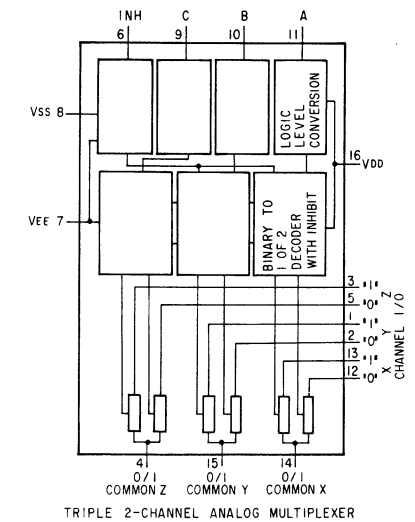 INH C B A
6 9 10 11
VSS 8
LOGIC
LEVEL
CONVERSION
16
VDD
VEE 7
BINARY TO
1 OF 2
DECODER
WITH INHIBIT
3 "1"
5 "0" Z
1 "1"
2 "0" Y
13 "1"
12 "0" X
CHANNEL I/O
4 15 14
0/1 0/1 0/1
COMMON Z COMMON Y COMMON X
TRIPLE 2-CHANNEL ANALOG MULTIPLEXER